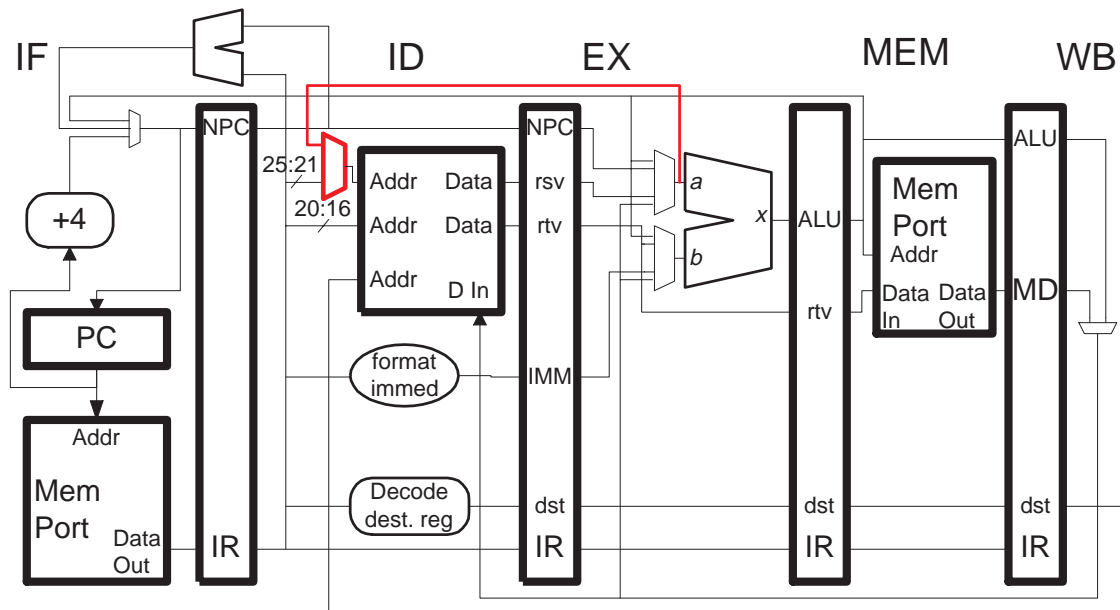 IF
ID
EX
MEM
WB
NPC
25:21
20:16
Addr
Data
Addr
Data
Addr
D In
NPC
rsv
rtv
a
b
x
ALU
ALU
Mem
Port
Addr
Data
In
Data
Out
MD
rtv
+4
PC
format
immed
IMM
Addr
Mem
Port
Data
Out
Decode
dest. reg
dst
dst
dst
IR
IR
IR
IR